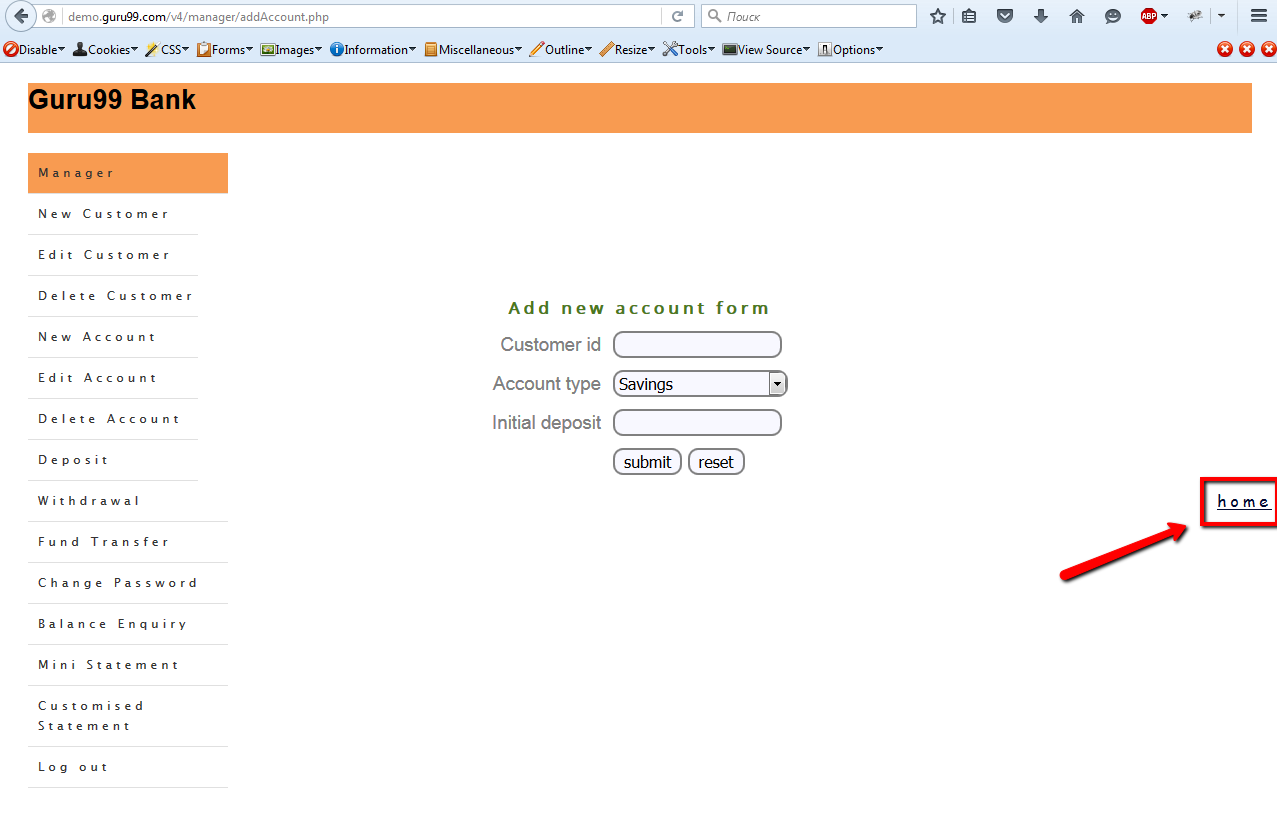 demo.guru99.com/v4/manager/addAccount.php
Поиск
ABP
Disable Cookies CSS Forms Images Information Miscellaneous Outline Resize Tools View Source Options
Guru99 Bank
Manager
New Customer
Edit Customer
Delete Customer
New Account
Edit Account
Delete Account
Deposit
Withdrawal
Fund Transfer
Change Password
Balance Enquiry
Mini Statement
Customised
Statement
Log out
Add new account form
Customer id
Account type Savings
Initial deposit
submit reset
home